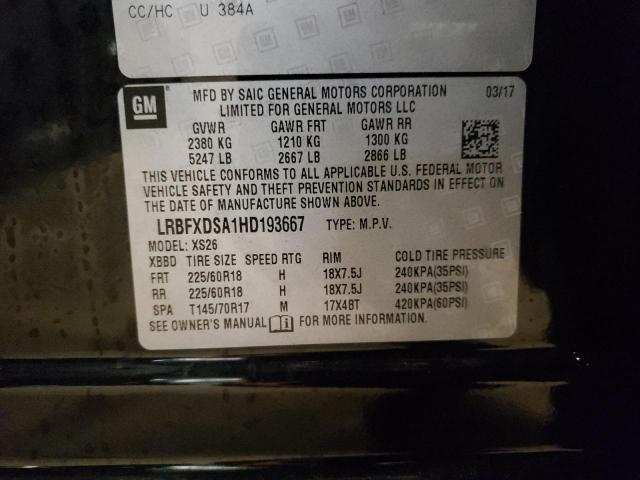 CC/HC U 384A
GM
MFD BY SAIC GENERAL MOTORS CORPORATION 03/17
LIMITED FOR GENERAL MOTORS LLC
GVWR GAWR FRT GAWR RR
2380 KG 1210 KG 1300 KG
5247 LB 2667 LB 2866 LB
THIS VEHICLE CONFORMS TO ALL APPLICABLE U.S. FEDERAL MOTOR
VEHICLE SAFETY AND THEFT PREVENTION STANDARDS IN EFFECT ON
THE DATE OF MANUFACTURE SHOWN ABOVE.
LRBFXDSA1HD193667 TYPE: M.P.V.
MODEL: XS26
XBBD TIRE SIZE SPEED RTG RIM COLD TIRE PRESSURE
FRT 225/60R18 H 18X7.5J 240KPA(35PSI)
RR 225/60R18 H 18X7.5J 240KPA(35PSI)
SPA T145/70R17 M 17X4BT 420KPA(60PSI)
SEE OWNER'S MANUAL FOR MORE INFORMATION.